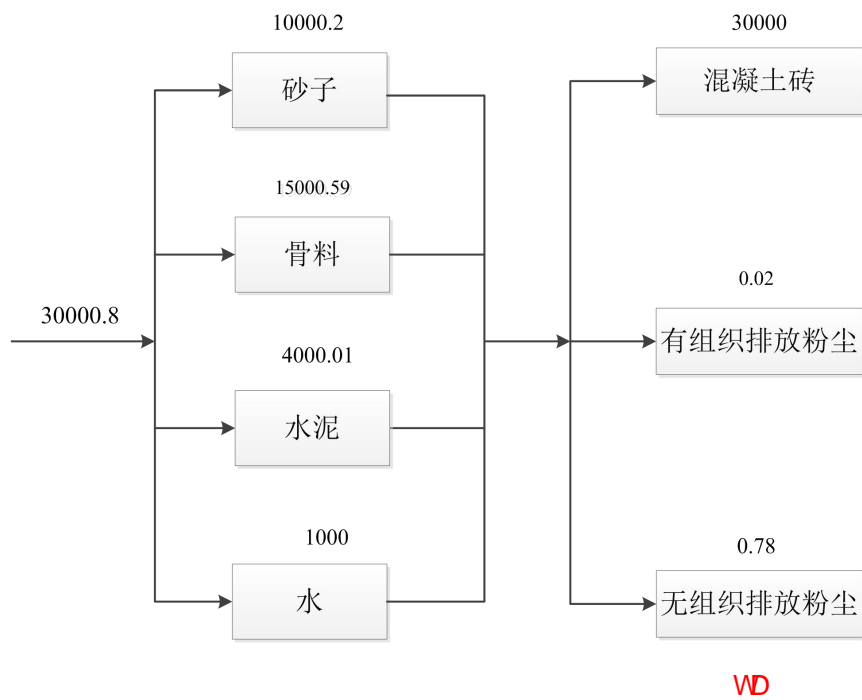 10000.2
砂子
15000.59
骨料
30000.8
4000.01
水泥
1000
水
30000
混凝土砖
0.02
有组织排放粉尘
0.78
无组织排放粉尘
WD